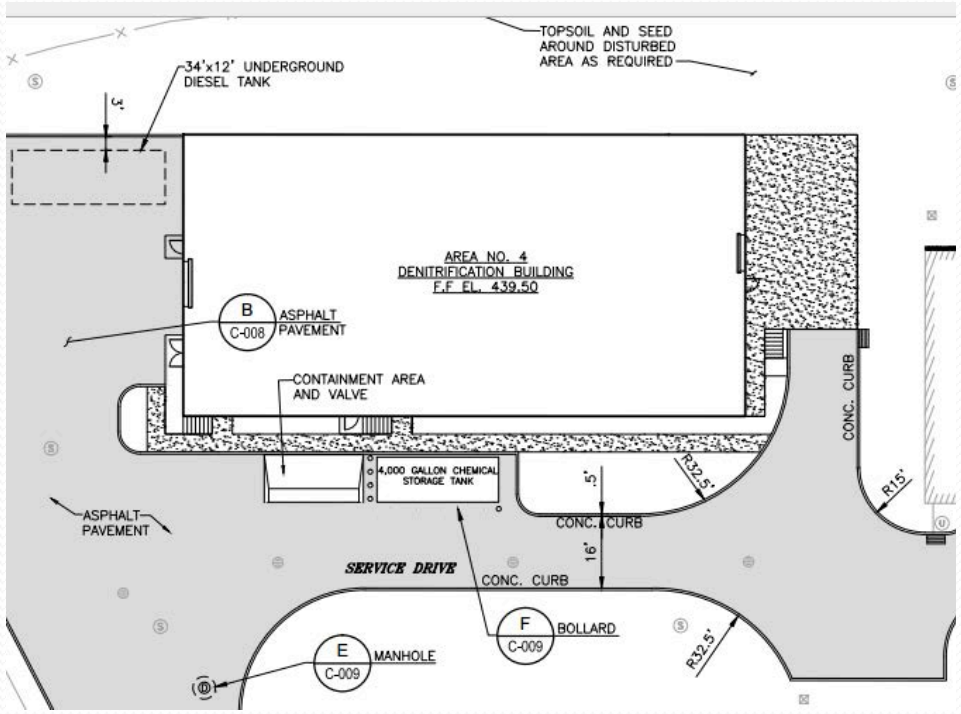 TOPSOIL AND SEED
AROUND DISTURBED
AREA AS REQUIRED
34'x12' UNDERGROUND
DIESEL TANK
S
S
3'
AREA NO. 4
DENITRIFICATION BUILDING
F.F EL. 439.50
B
C-008
ASPHALT
PAVEMENT
CONTAINMENT AREA
AND VALVE
CONC. CURB
S
4,000 GALLON CHEMICAL
STORAGE TANK
R32.5'
R15'
.5'
ASPHALT
PAVEMENT
CONC. CURB
U
16'
SERVICE DRIVE
CONC. CURB
S
F
C-009
BOLLARD
S
R32.5'
E
C-009
MANHOLE
D